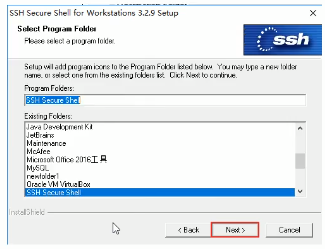 SSH Secure Shell for Workstations 3.2.9 Setup
Select Program Folder
Please select a program folder.
ssh
Setup will add program icons to the Program Folder listed below. You may type a new folder
name, or select one from the existing folders list. Click Next to continue.
Program Folders:
SSH Secure Shell
Existing Folders:
Java Development Kit
JetBrains
Maintenance
McAfee
Microsoft Office 2016工具
MySQL
newfolder1
Oracle VM VirtualBox
SSH Secure Shell
InstallShield
< Back
Next >
Cancel